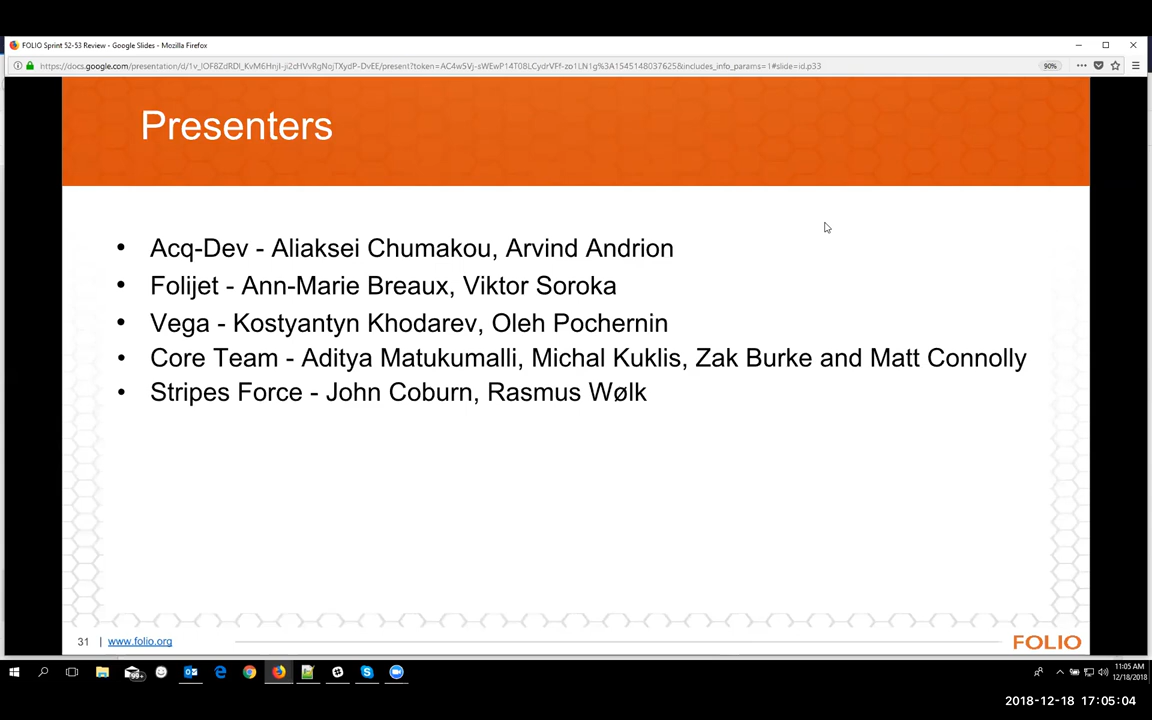 FOLIO Sprint 52-53 Review - Google Slides - Mozilla Firefox
90%
Presenters
• Acq-Dev - Aliaksei Chumakou, Arvind Andrion
• Folijet - Ann-Marie Breaux, Viktor Soroka
• Vega - Kostyantyn Khodarev, Oleh Pochernin
• Core Team - Aditya Matukumalli, Michal Kuklis, Zak Burke and Matt Connolly
• Stripes Force - John Coburn, Rasmus Wølk
31 | www.folio.org
FOLIO
99+
11:05 AM
12/18/2018
2018-12-18 17:05:04